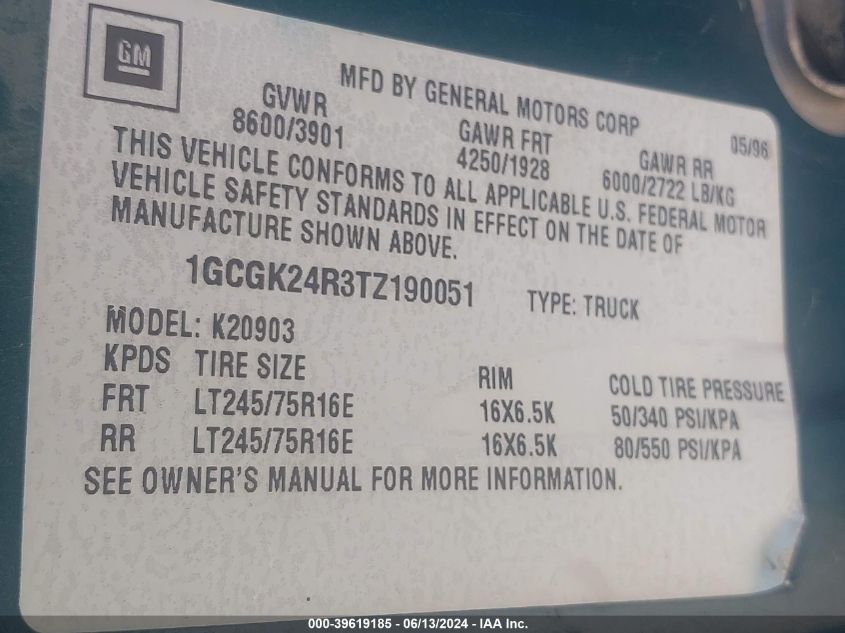 GM
MFD BY GENERAL MOTORS CORP
05/96
GVWR GAWR FRT GAWR RR
8600/3901 4250/1928 6000/2722 LB/KG
THIS VEHICLE CONFORMS TO ALL APPLICABLE U.S. FEDERAL MOTOR
VEHICLE SAFETY STANDARDS IN EFFECT ON THE DATE OF
MANUFACTURE SHOWN ABOVE.
1GCGK24R3TZ190051 TYPE: TRUCK
MODEL: K20903
KPDS TIRE SIZE RIM COLD TIRE PRESSURE
FRT LT245/75R16E 16X6.5K 50/340 PSI/KPA
RR LT245/75R16E 16X6.5K 80/550 PSI/KPA
SEE OWNER'S MANUAL FOR MORE INFORMATION.
000-39619185 - 06/13/2024 - IAA Inc.